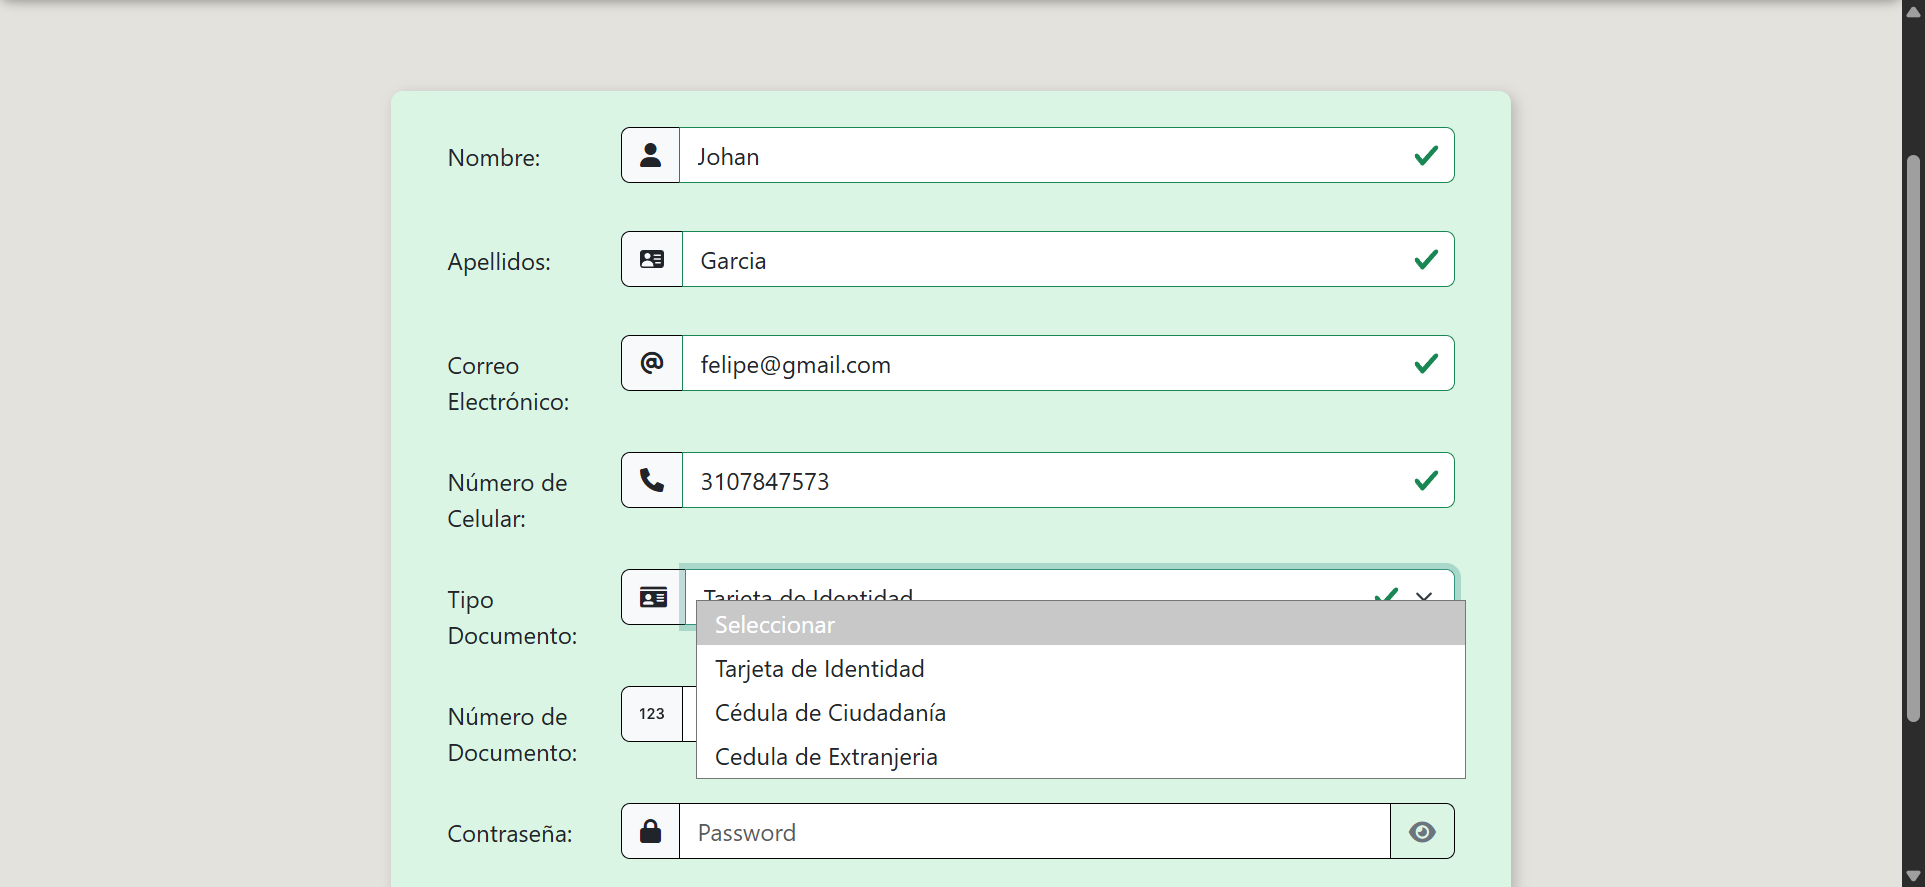 Nombre:
Johan
Apellidos:
Garcia
Correo
Electrónico:
felipe@gmail.com
Número de
Celular:
3107847573
Tipo
Documento:
Tarjeta de Identidad
Seleccionar
Tarjeta de Identidad
Cédula de Ciudadanía
Cedula de Extranjeria
Número de
Documento:
123
Contraseña:
Password